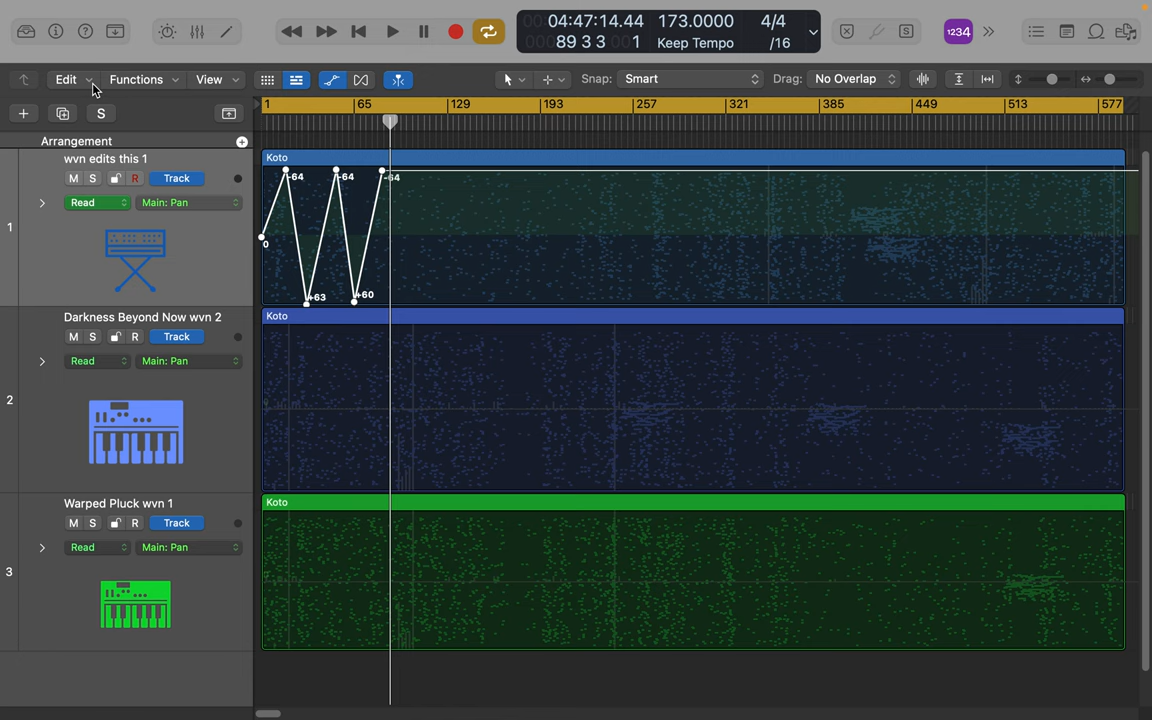 04:47:14.44 173.0000 4/4
89 3 3 001 Keep Tempo /16
1234
Edit Functions View Snap: Smart Drag: No Overlap
S
1 65 129 193 257 321 385 449 513 577
Arrangement
wvn edits this 1
M S R Track
Read Main: Pan
1
Koto
0
-64
+63
-64
+60
-64
Darkness Beyond Now wvn 2
M S R Track
Read Main: Pan
2
Koto
Warped Pluck wvn 1
M S R Track
Read Main: Pan
3
Koto